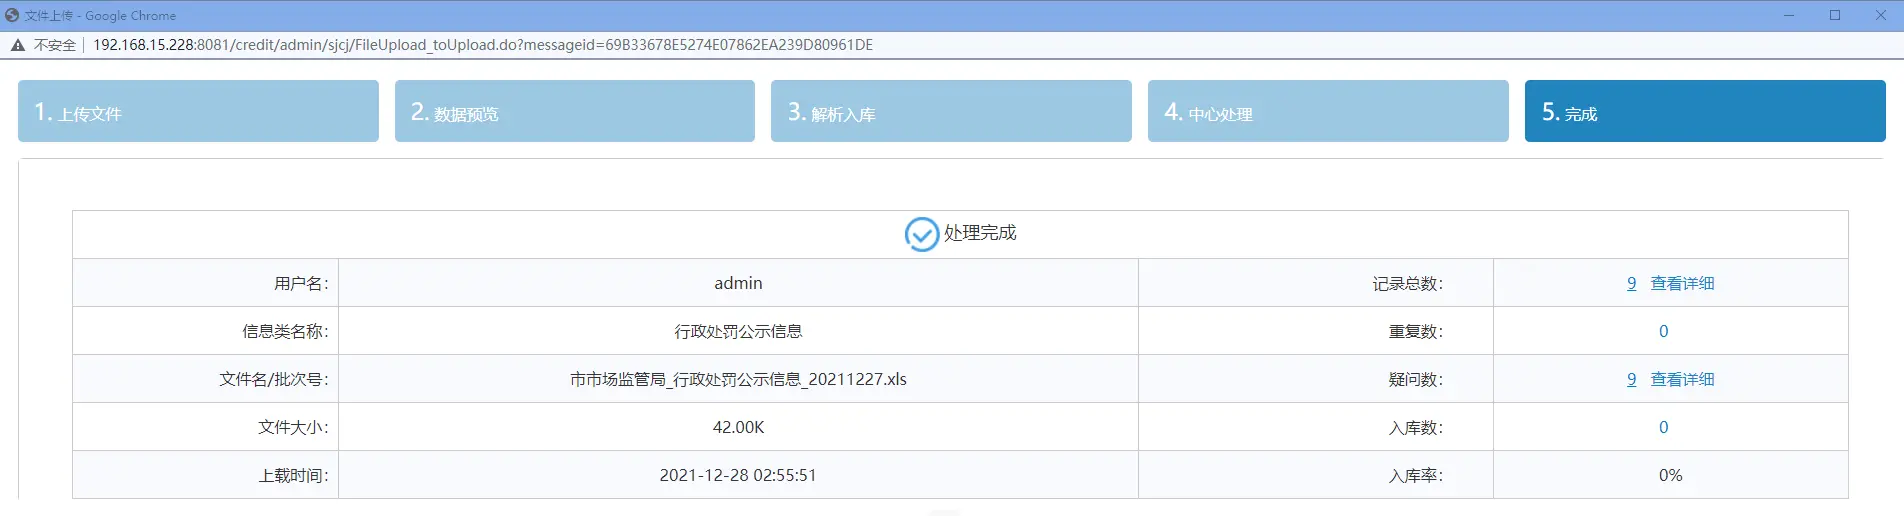 文件上传 - Google Chrome
不安全 | 192.168.15.228:8081/credit/admin/sjcj/FileUpload_toUpload.do?messageid=69B33678E5274E07862EA239D80961DE
1. 上传文件 2. 数据预览 3. 解析入库 4. 中心处理 5. 完成
处理完成
用户名： admin 记录总数： 9 查看详细
信息类名称： 行政处罚公示信息 重复数： 0
文件名/批次号： 市市场监管局_行政处罚公示信息_20211227.xls 疑问数： 9 查看详细
文件大小： 42.00K 入库数： 0
上载时间： 2021-12-28 02:55:51 入库率： 0%